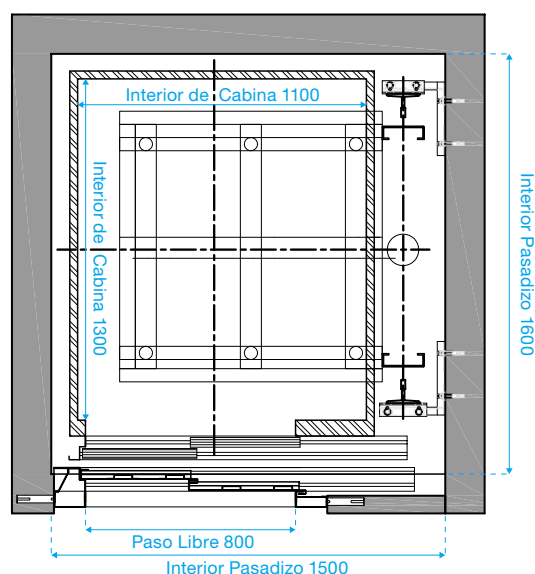 Interior de Cabina 1100
Interior de Cabina 1300
Interior Pasadizo 1600
Paso Libre 800
Interior Pasadizo 1500